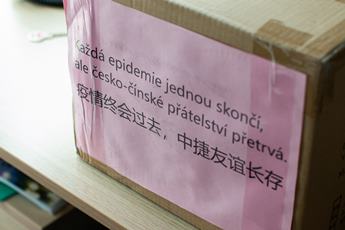 Každá epidemie jednou skončí,
ale česko-čínské přátelství přetrvá.
疫情终会过去，中捷友谊长存